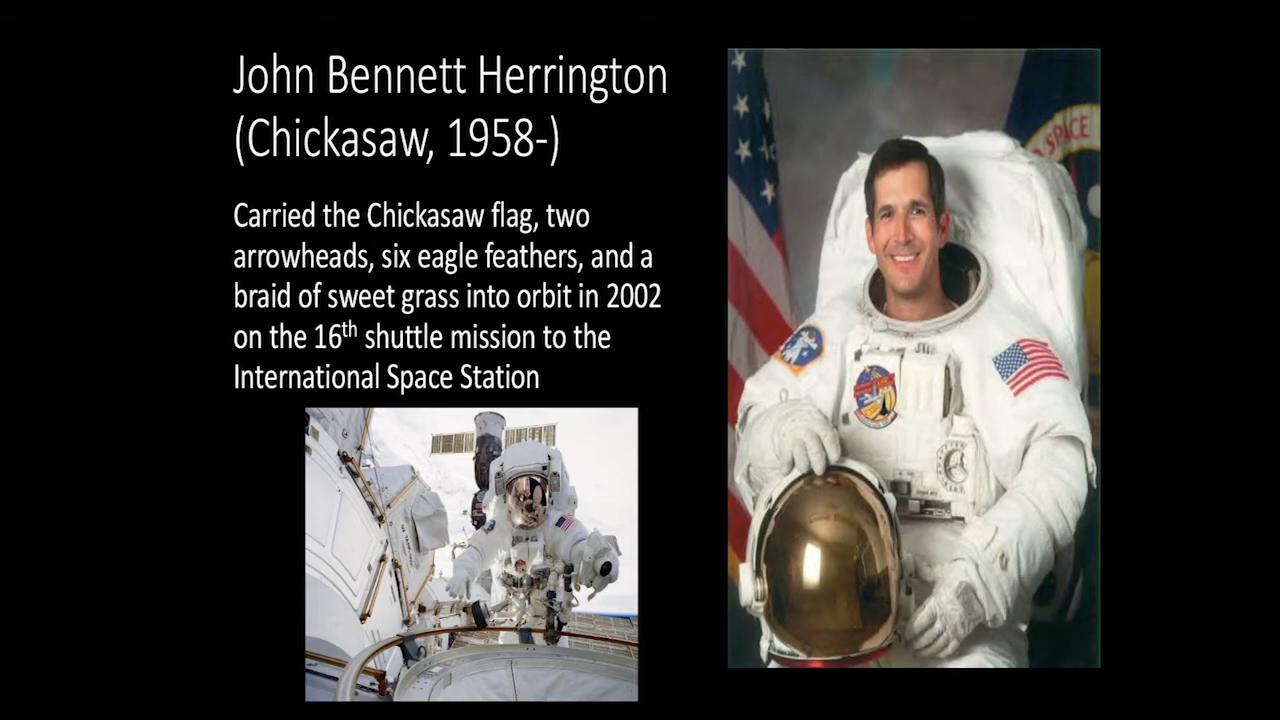 John Bennett Herrington
(Chickasaw, 1958-)
Carried the Chickasaw flag, two
arrowheads, six eagle feathers, and a
braid of sweet grass into orbit in 2002
on the 16th shuttle mission to the
International Space Station
SPACE